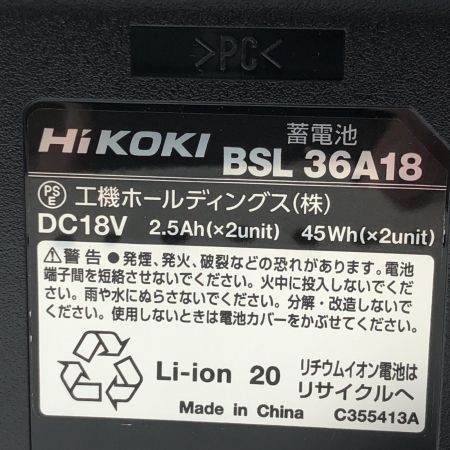 >PC<
HiKOKI 蓄電池
BSL 36A18
PS E 工機ホールディングス(株)
DC18V 2.5Ah(×2unit) 45Wh(×2unit)
⚠警告 ●発煙、発火、破裂などの恐れがあります。電池
端子間を短絡させないでください。火中に投入しないでくだ
さい。雨や水にぬらさないでください。分解・改造しないで
ください。使用しないときは電池カバーをかぶせてください。
Li-ion 20 リチウムイオン電池は
リサイクルへ
Made in China C355413A